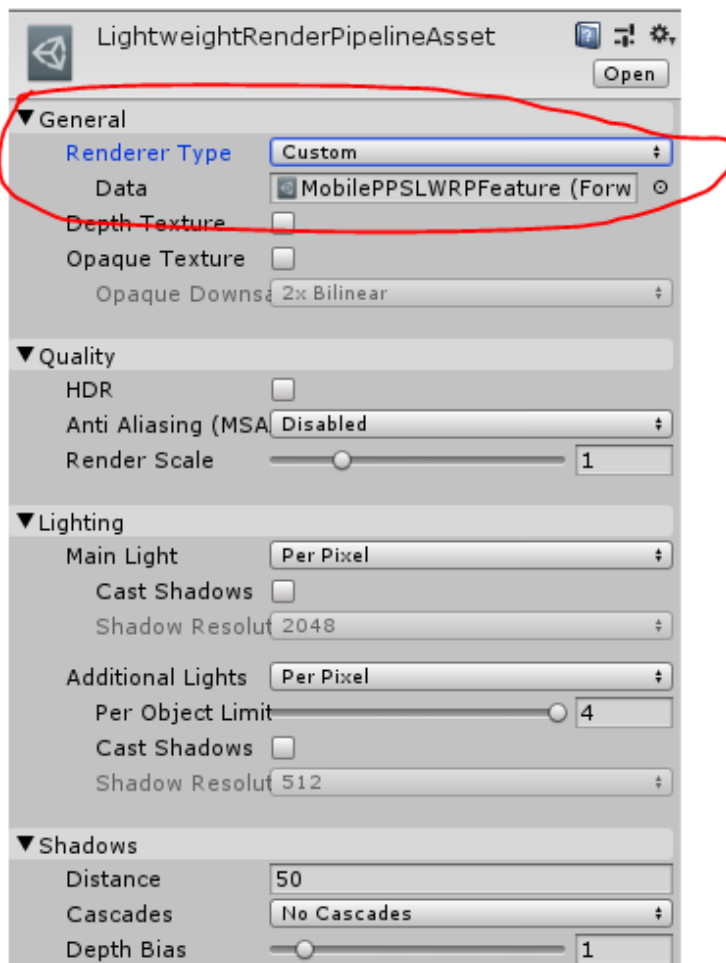 LightweightRenderPipelineAsset
Open
General
Renderer Type Custom
Data MobilePPSLWRPFeature (Forw
Depth Texture
Opaque Texture
Opaque Downsa 2x Bilinear
Quality
HDR
Anti Aliasing (MSA Disabled
Render Scale 1
Lighting
Main Light Per Pixel
Cast Shadows
Shadow Resolut 2048
Additional Lights Per Pixel
Per Object Limit 4
Cast Shadows
Shadow Resolut 512
Shadows
Distance 50
Cascades No Cascades
Depth Bias 1